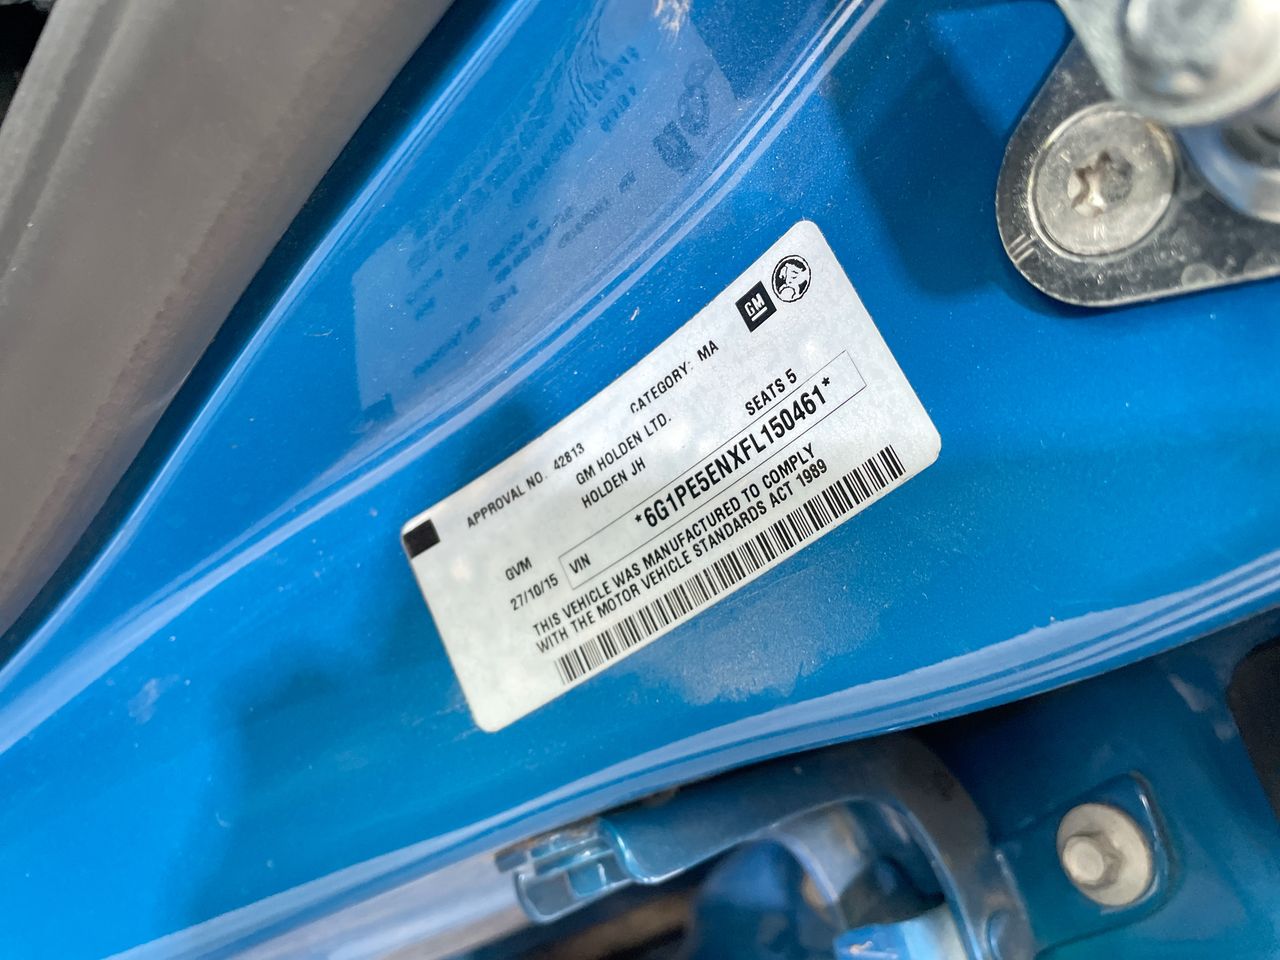 GM
APPROVAL NO. 42813 CATEGORY: MA
GM HOLDEN LTD.
HOLDEN JH SEATS 5
GVM
27/10/15 VIN *6G1PE5ENXFL150461*
THIS VEHICLE WAS MANUFACTURED TO COMPLY
WITH THE MOTOR VEHICLE STANDARDS ACT 1989